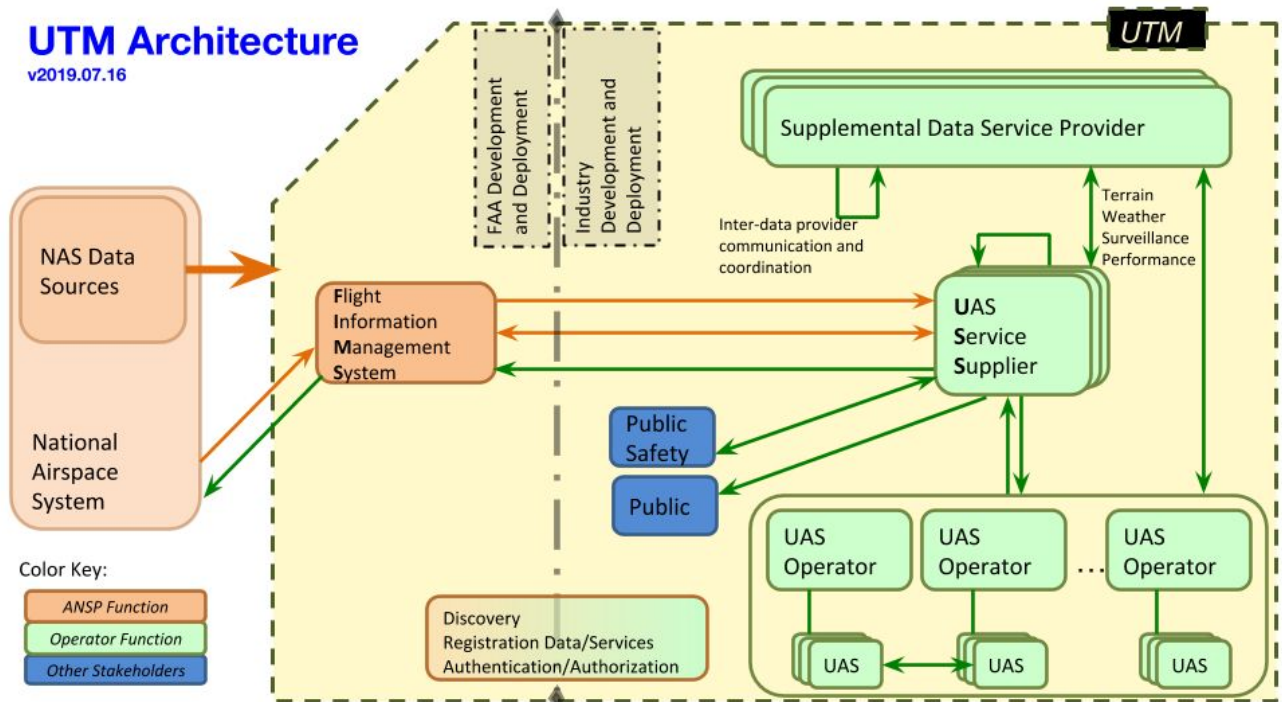 UTM Architecture
v2019.07.16
UTM
FAA Development
and Deployment
Industry
Development and
Deployment
Supplemental Data Service Provider
Inter-data provider
communication and
coordination
Terrain
Weather
Surveillance
Performance
NAS Data
Sources
National
Airspace
System
Flight
Information
Management
System
UAS
Service
Supplier
Public
Safety
Public
UAS
Operator
UAS
Operator
...
UAS
Operator
UAS
UAS
UAS
Discovery
Registration Data/Services
Authentication/Authorization
Color Key:
ANSP Function
Operator Function
Other Stakeholders